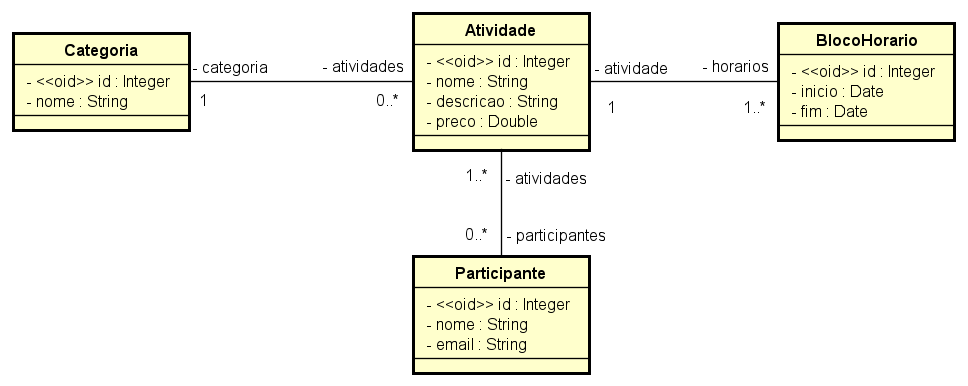 Categoria
- <<oid>> id : Integer
- nome : String
- categoria
1
- atividades
0..*
Atividade
- <<oid>> id : Integer
- nome : String
- descricao : String
- preco : Double
- atividade
1
- horarios
1..*
BlocoHorario
- <<oid>> id : Integer
- inicio : Date
- fim : Date
1..*
- atividades
0..*
- participantes
Participante
- <<oid>> id : Integer
- nome : String
- email : String